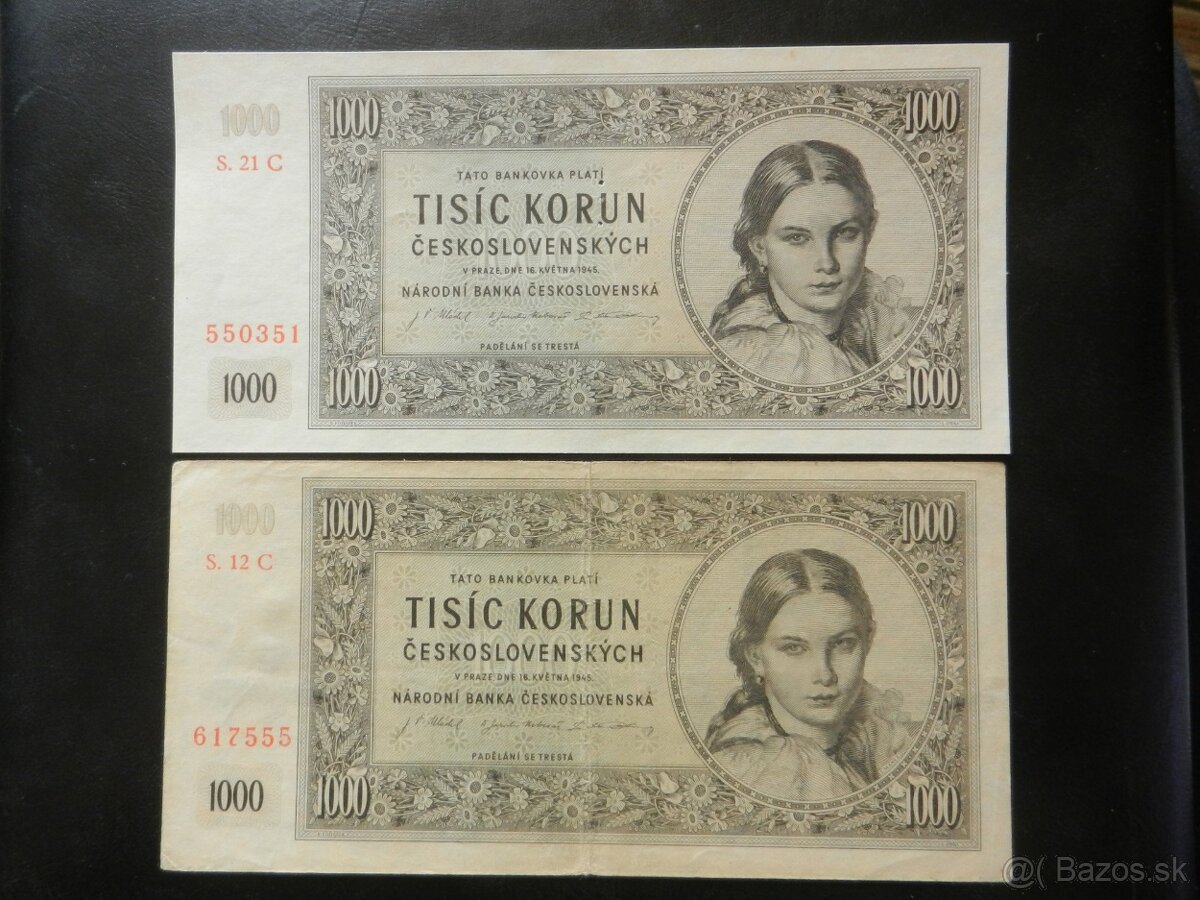 1000
1000
1000
S. 21 C
TATO BANKOVKA PLATÍ
TISÍC KORUN
ČESKOSLOVENSKÝCH
V PRAZE, DNE 16. KVĚTNA 1945.
NÁRODNÍ BANKA ČESKOSLOVENSKÁ
550351
PADĚLÁNÍ SE TRESTÁ
1000
1000
1000
1000
1000
1000
S. 12 C
TATO BANKOVKA PLATÍ
TISÍC KORUN
ČESKOSLOVENSKÝCH
V PRAZE, DNE 16. KVĚTNA 1945.
NÁRODNÍ BANKA ČESKOSLOVENSKÁ
617555
PADĚLÁNÍ SE TRESTÁ
1000
1000
1000
@( Bazos.sk